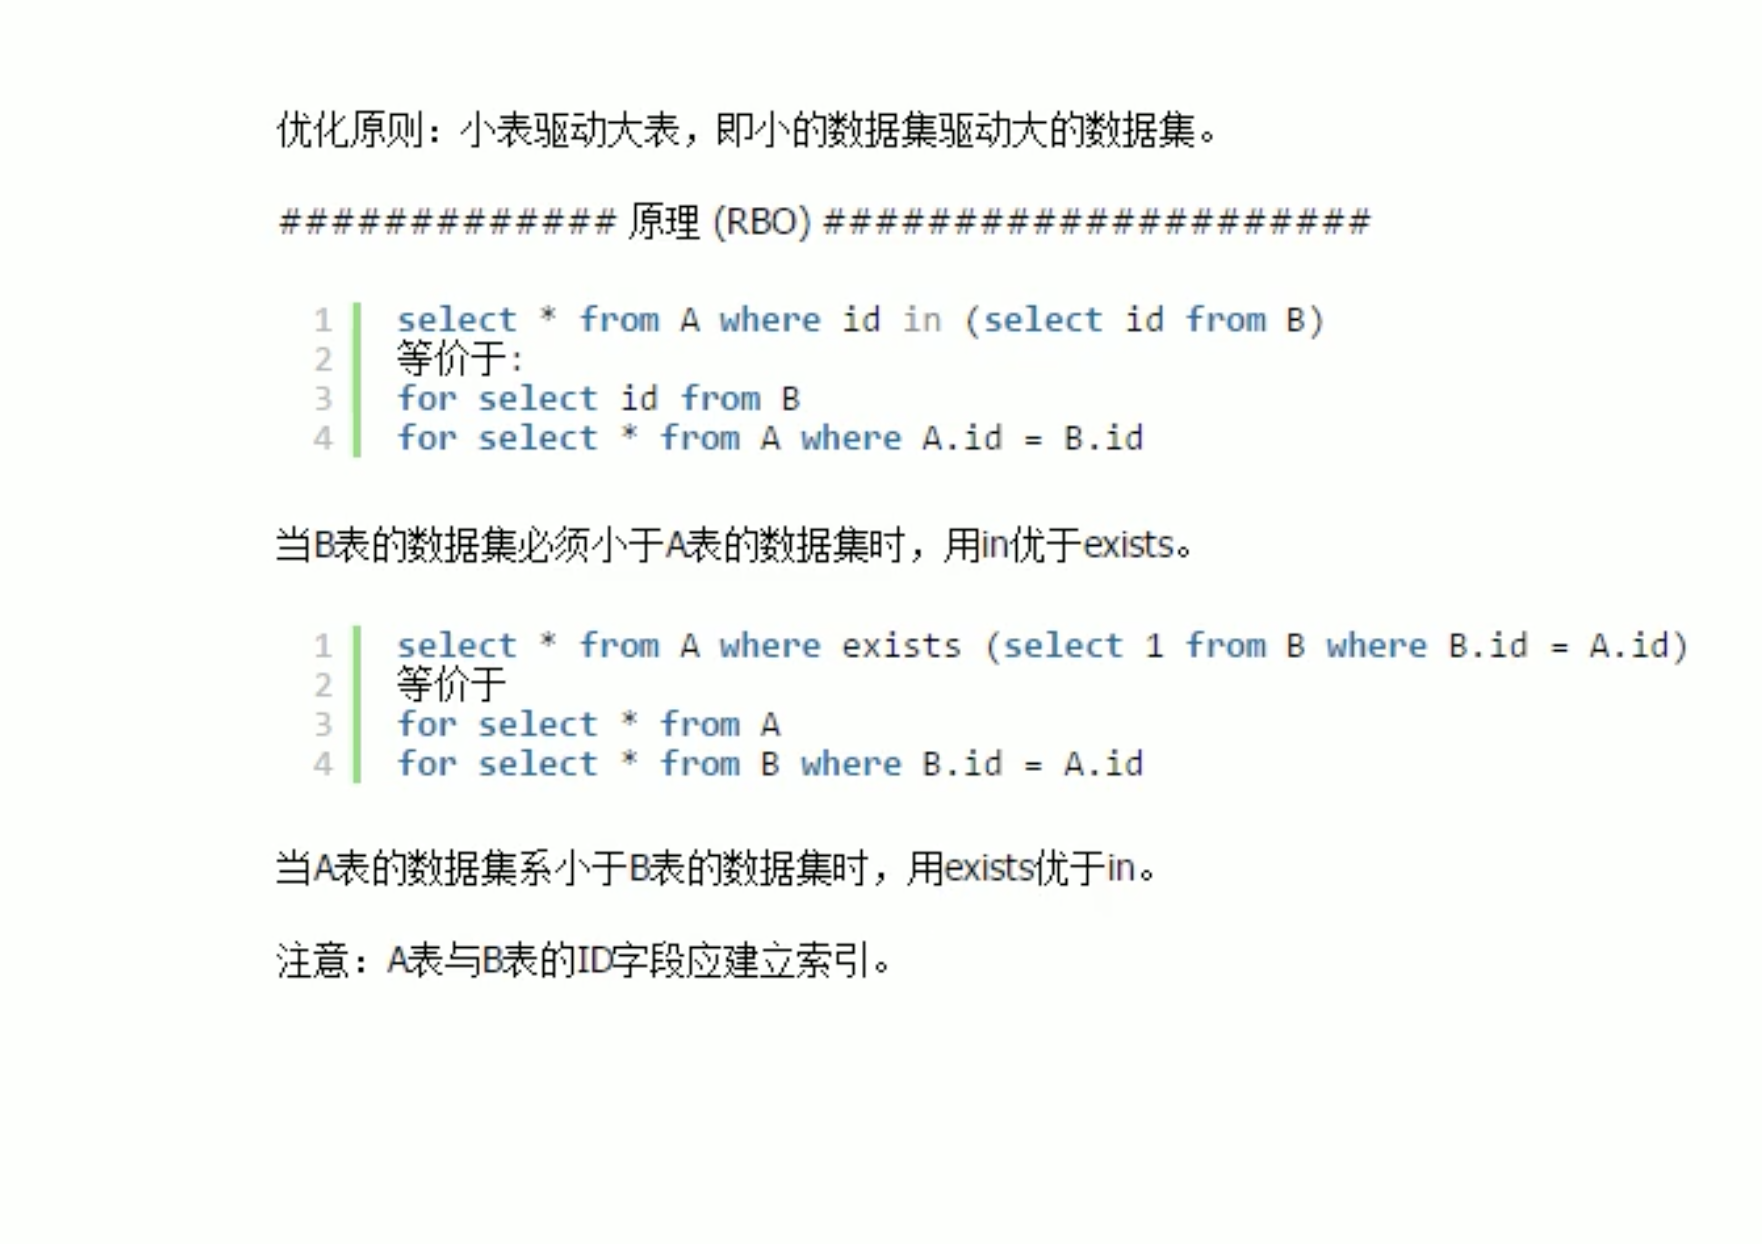 优化原则：小表驱动大表，即小的数据集驱动大的数据集。
############# 原理 (RBO) #####################
1 select * from A where id in (select id from B)
2 等价于:
3 for select id from B
4 for select * from A where A.id = B.id
当B表的数据集必须小于A表的数据集时，用in优于exists。
1 select * from A where exists (select 1 from B where B.id = A.id)
2 等价于
3 for select * from A
4 for select * from B where B.id = A.id
当A表的数据集系小于B表的数据集时，用exists优于in。
注意：A表与B表的ID字段应建立索引。